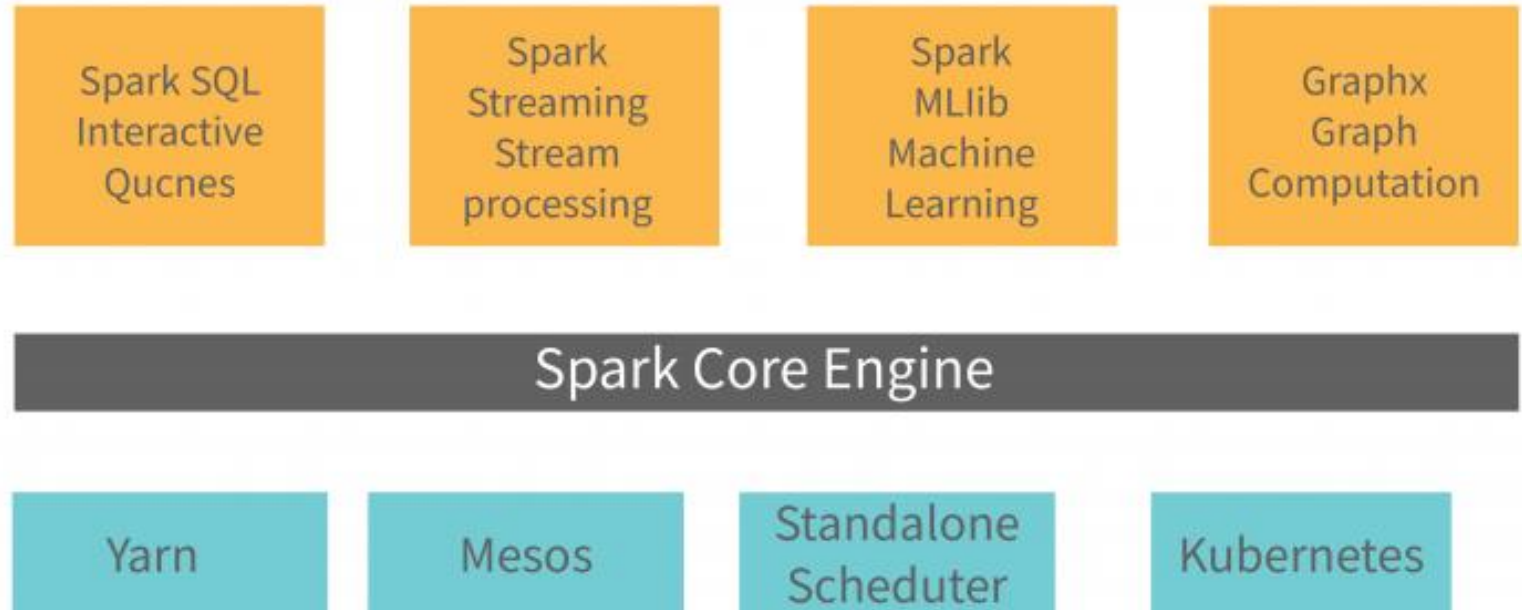 Spark SQL
Interactive
Qucnes
Spark
Streaming
Stream
processing
Spark
MLIib
Machine
Learning
Graphx
Graph
Computation
Spark Core Engine
Yarn
Mesos
Standalone
Scheduter
Kubernetes